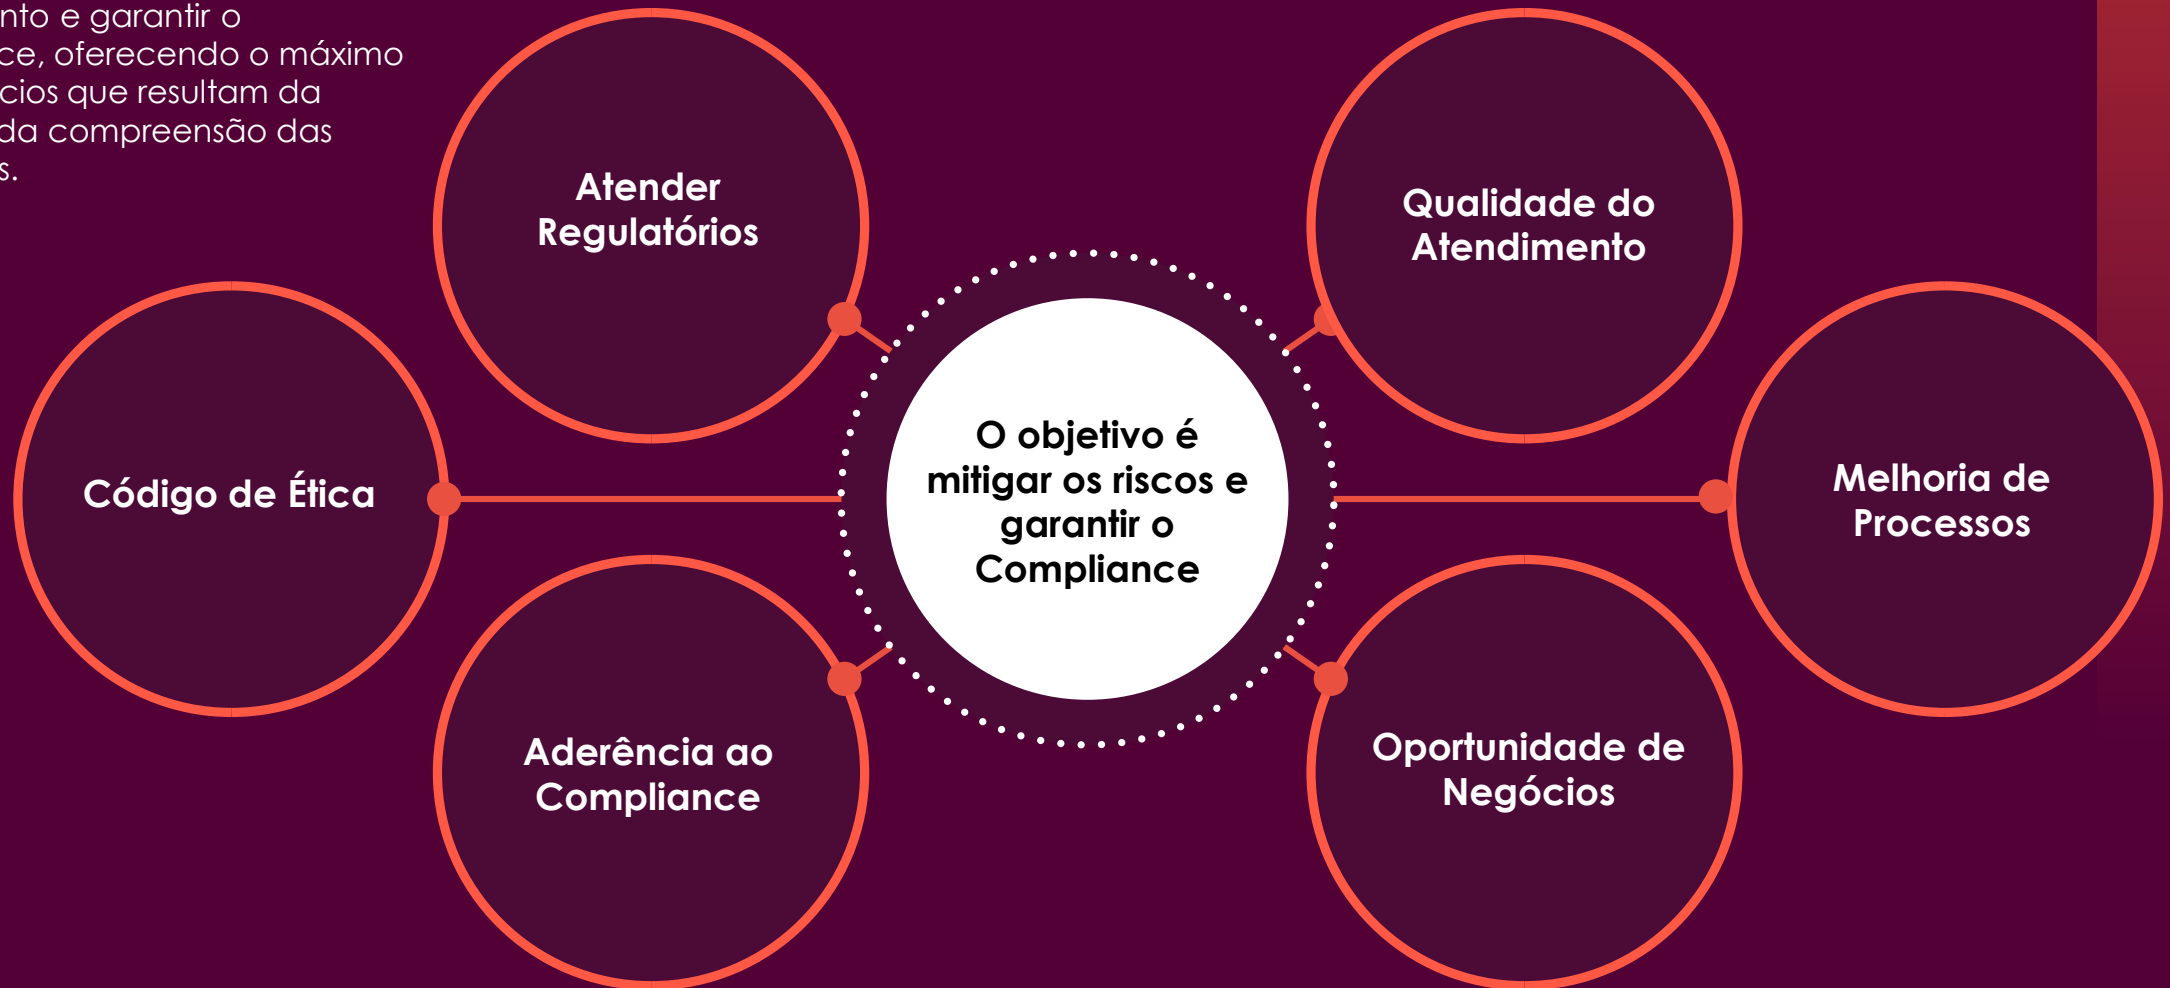 nto e garantir o
ce, oferecendo o máximo
cios que resultam da
da compreensão das
s.
Atender
Regulatórios
Qualidade do
Atendimento
Código de Ética
O objetivo é
mitigar os riscos e
garantir o
Compliance
Melhoria de
Processos
Aderência ao
Compliance
Oportunidade de
Negócios